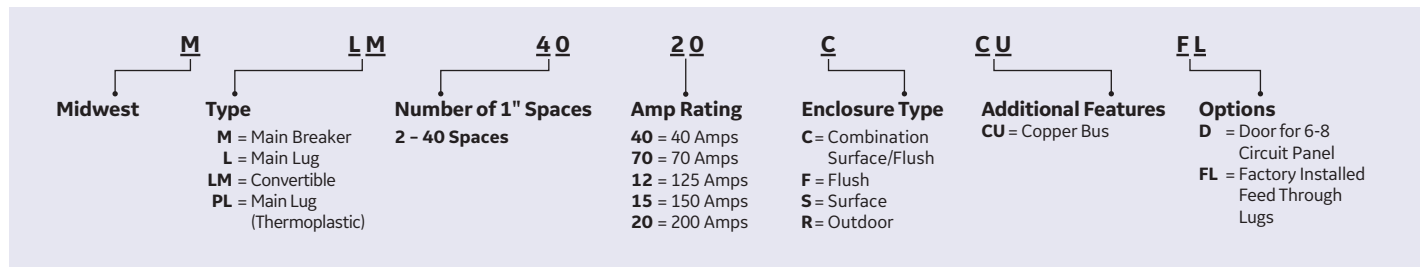 M LM 40 20 C CU FL
Midwest
Type
M = Main Breaker
L = Main Lug
LM = Convertible
PL = Main Lug
(Thermoplastic)
Number of 1" Spaces
2 – 40 Spaces
Amp Rating
40 = 40 Amps
70 = 70 Amps
12 = 125 Amps
15 = 150 Amps
20 = 200 Amps
Enclosure Type
C = Combination
Surface/Flush
F = Flush
S = Surface
R = Outdoor
Additional Features
CU = Copper Bus
Options
D = Door for 6-8
Circuit Panel
FL = Factory Installed
Feed Through
Lugs